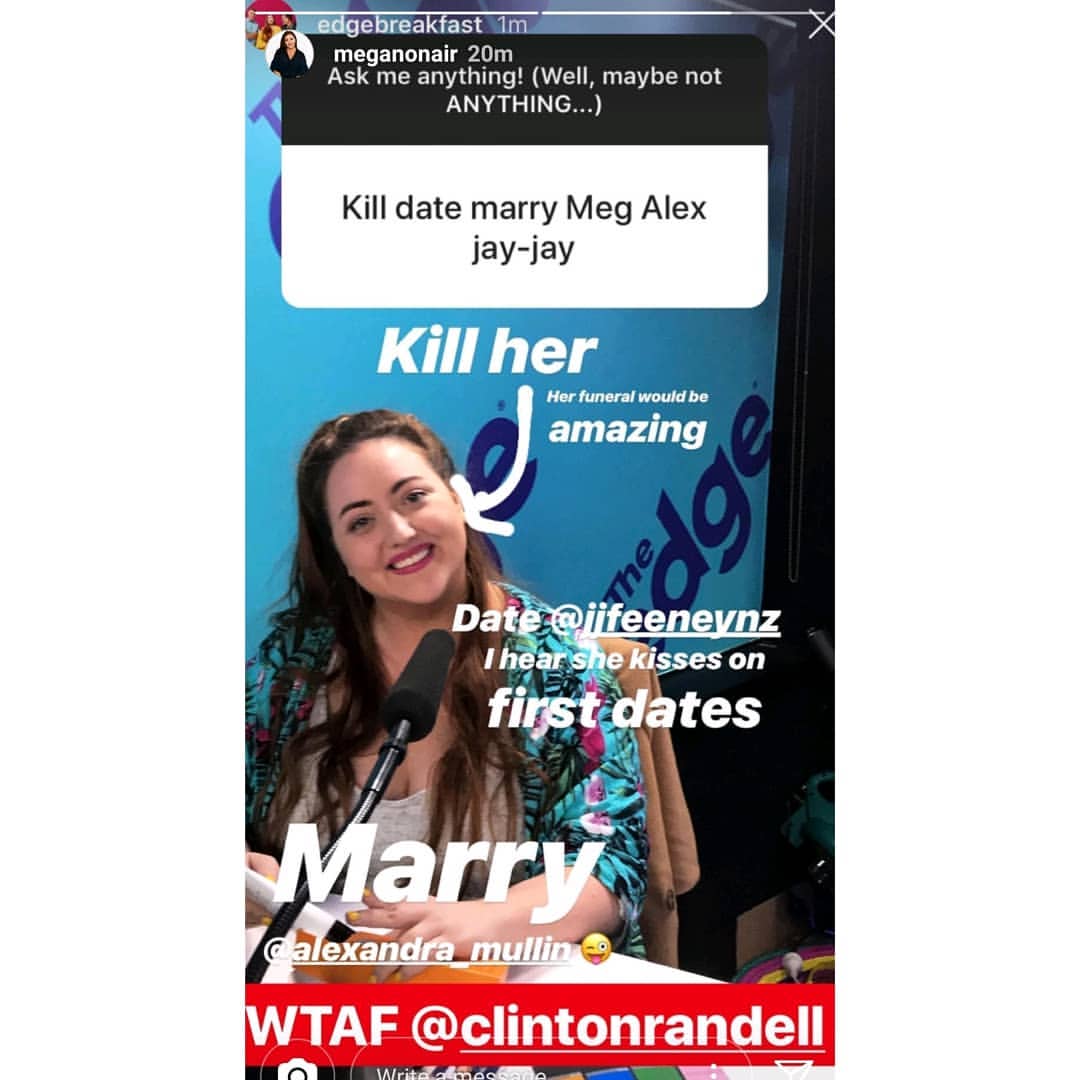 edgebreakfast 1m
meganonair 20m
Ask me anything! (Well, maybe not
ANYTHING...)
Kill date marry Meg Alex
jay-jay
Kill her
Her funeral would be
amazing
The
edge
Date @jjfeeneynz
I hear she kisses on
first dates
Marry
@alexandra_mullin 😜
WTAF @clintonrandell
Write a message